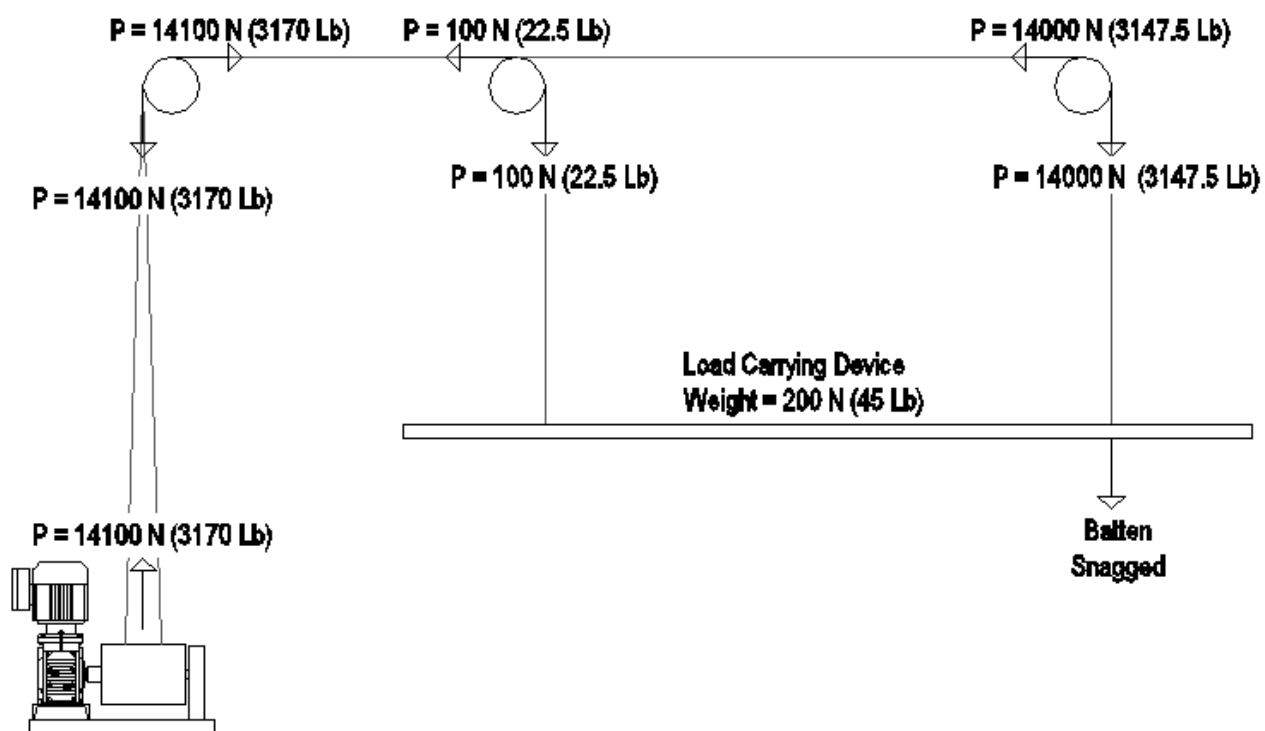 P = 14100 N (3170 Lb)
P = 100 N (22.5 Lb)
P = 14000 N (3147.5 Lb)
P = 14100 N (3170 Lb)
P = 100 N (22.5 Lb)
P = 14000 N (3147.5 Lb)
Load Carrying Device
Weight = 200 N (45 Lb)
P = 14100 N (3170 Lb)
Batten
Snagged